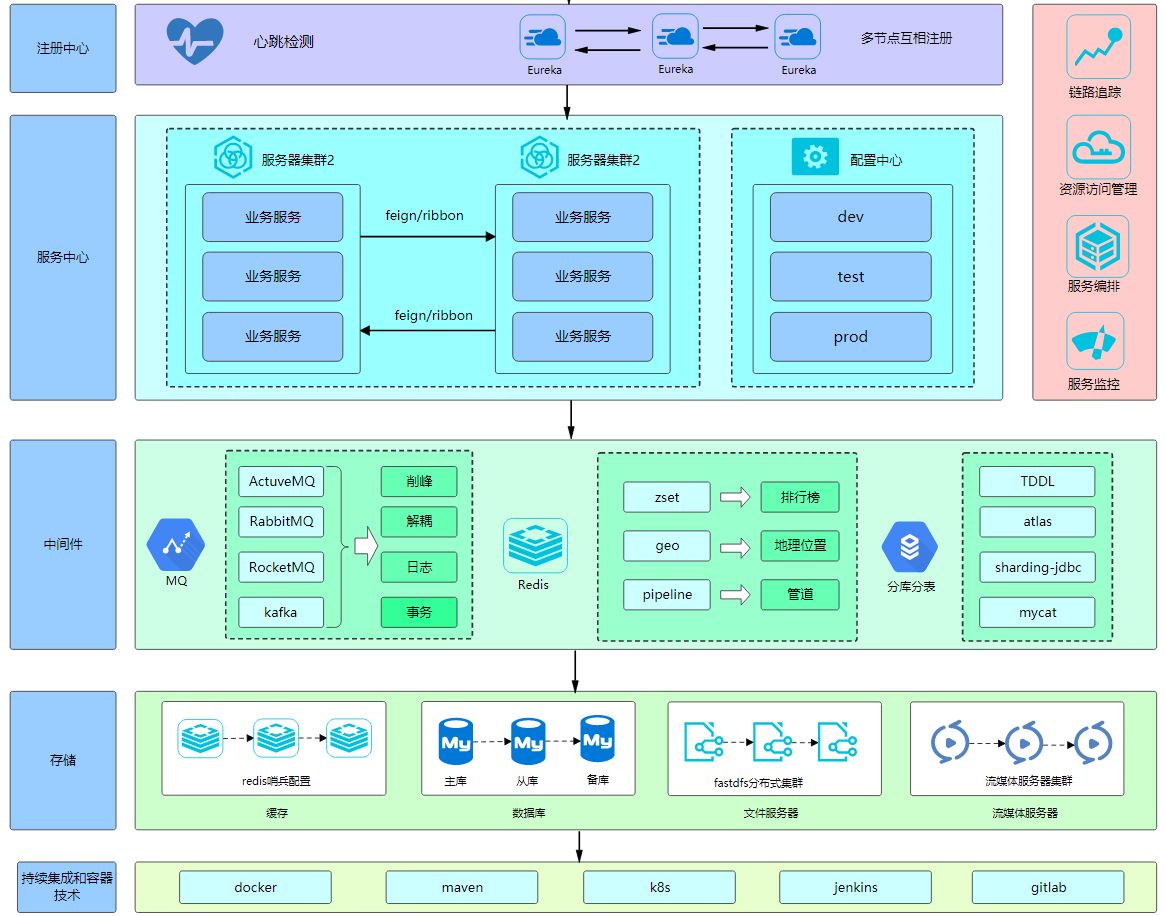 注册中心
心跳检测
Eureka
Eureka
Eureka
多节点互相注册
链路追踪
资源访问管理
服务编排
服务监控
服务中心
服务器集群2
业务服务
业务服务
业务服务
feign/ribbon
feign/ribbon
服务器集群2
业务服务
业务服务
业务服务
配置中心
dev
test
prod
中间件
MQ
ActuveMQ
RabbitMQ
RocketMQ
kafka
削峰
解耦
日志
事务
Redis
zset
排行榜
geo
地理位置
pipeline
管道
分库分表
TDDL
atlas
sharding-jdbc
mycat
存储
redis哨兵配置
缓存
My
My
My
主库
从库
备库
数据库
fastdfs分布式集群
文件服务器
流媒体服务器集群
流媒体服务器
持续集成和容器
技术
docker
maven
k8s
jenkins
gitlab